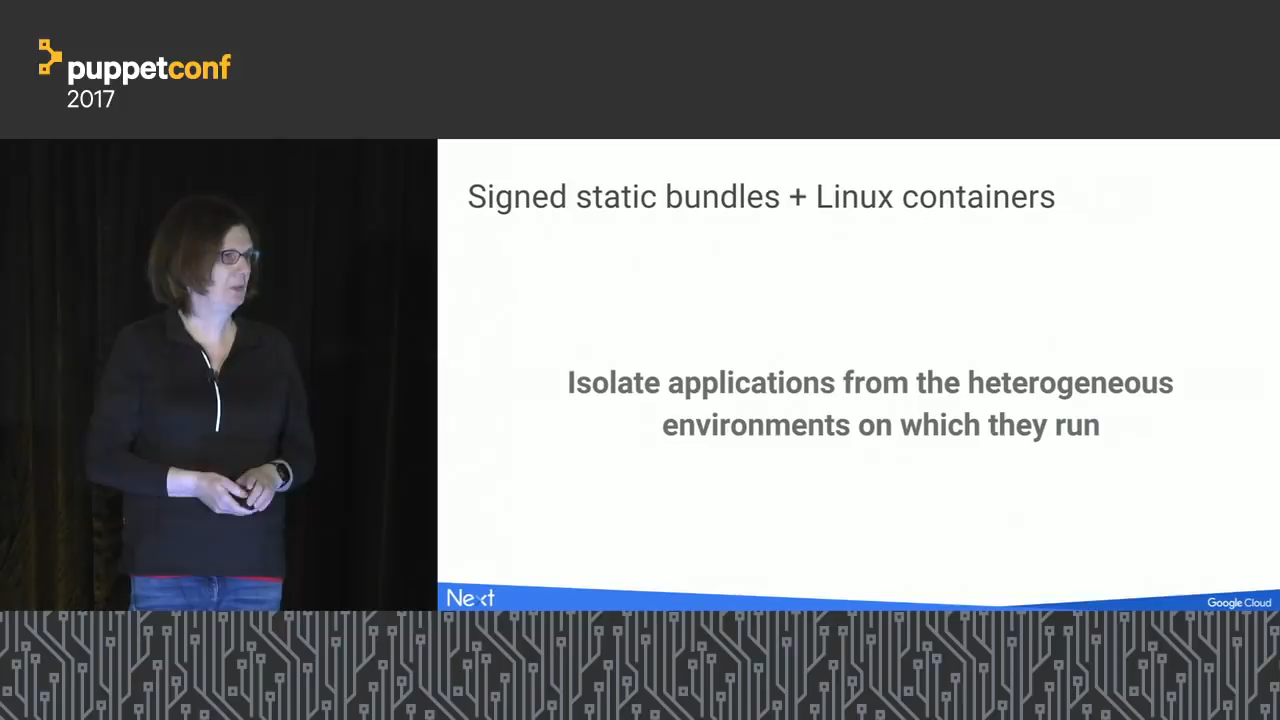 puppetconf
2017
Signed static bundles + Linux containers
Isolate applications from the heterogeneous
environments on which they run
Next
Google Cloud